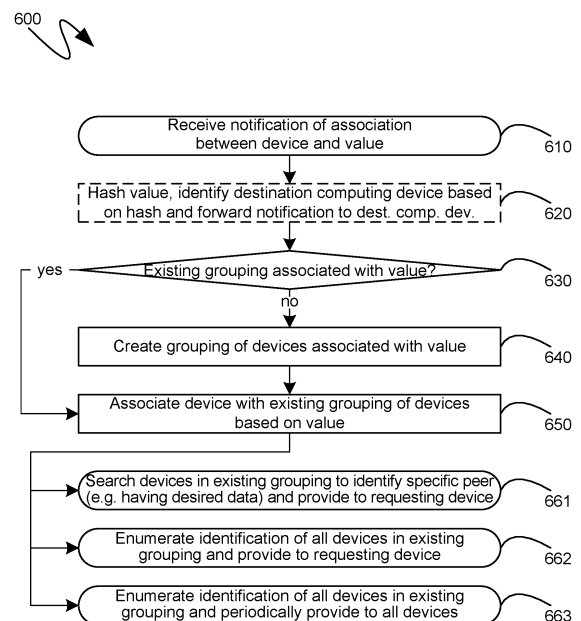 600
Receive notification of association
between device and value
610
Hash value, identify destination computing device based
on hash and forward notification to dest. comp. dev.
620
yes
Existing grouping associated with value?
630
no
Create grouping of devices associated with value
640
Associate device with existing grouping of devices
based on value
650
Search devices in existing grouping to identify specific peer
(e.g. having desired data) and provide to requesting device
661
Enumerate identification of all devices in existing
grouping and provide to requesting device
662
Enumerate identification of all devices in existing
grouping and periodically provide to all devices
663